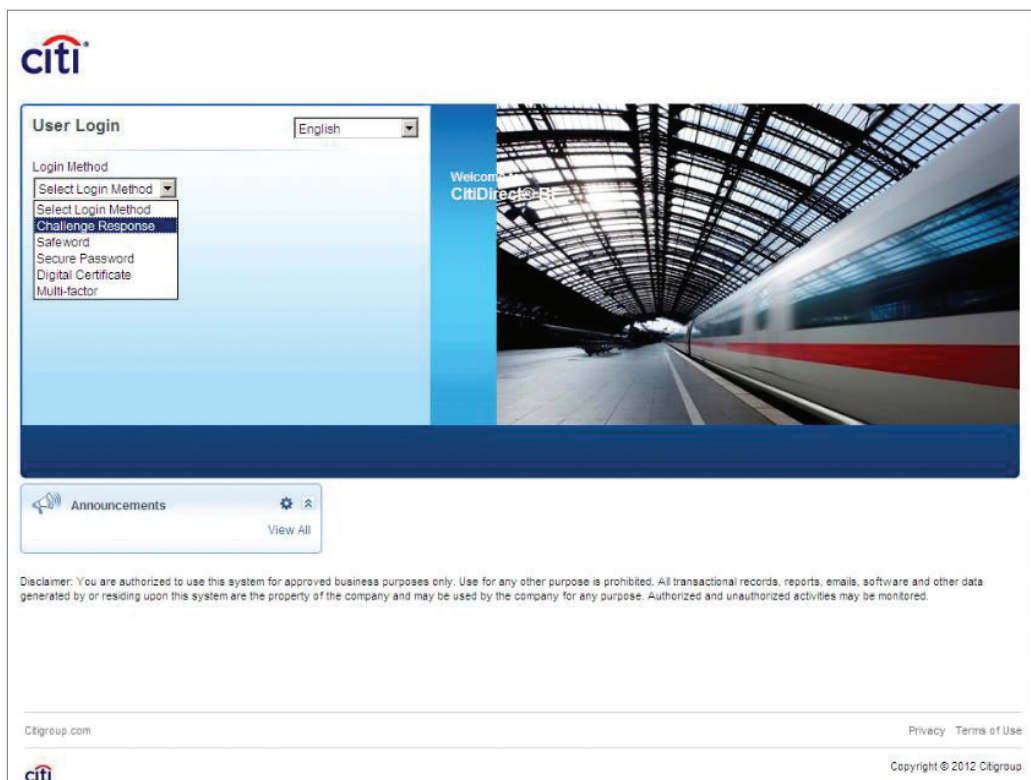 citi
User Login
English
Login Method
Select Login Method
Select Login Method
Challenge Response
Safeword
Secure Password
Digital Certificate
Multi-factor
Welcome to
CitiDirect® BE
Announcements
View All
Disclaimer: You are authorized to use this system for approved business purposes only. Use for any other purpose is prohibited. All transactional records, reports, emails, software and other data
generated by or residing upon this system are the property of the company and may be used by the company for any purpose. Authorized and unauthorized activities may be monitored.
Citigroup.com
Privacy Terms of Use
Copyright © 2012 Citigroup
citi